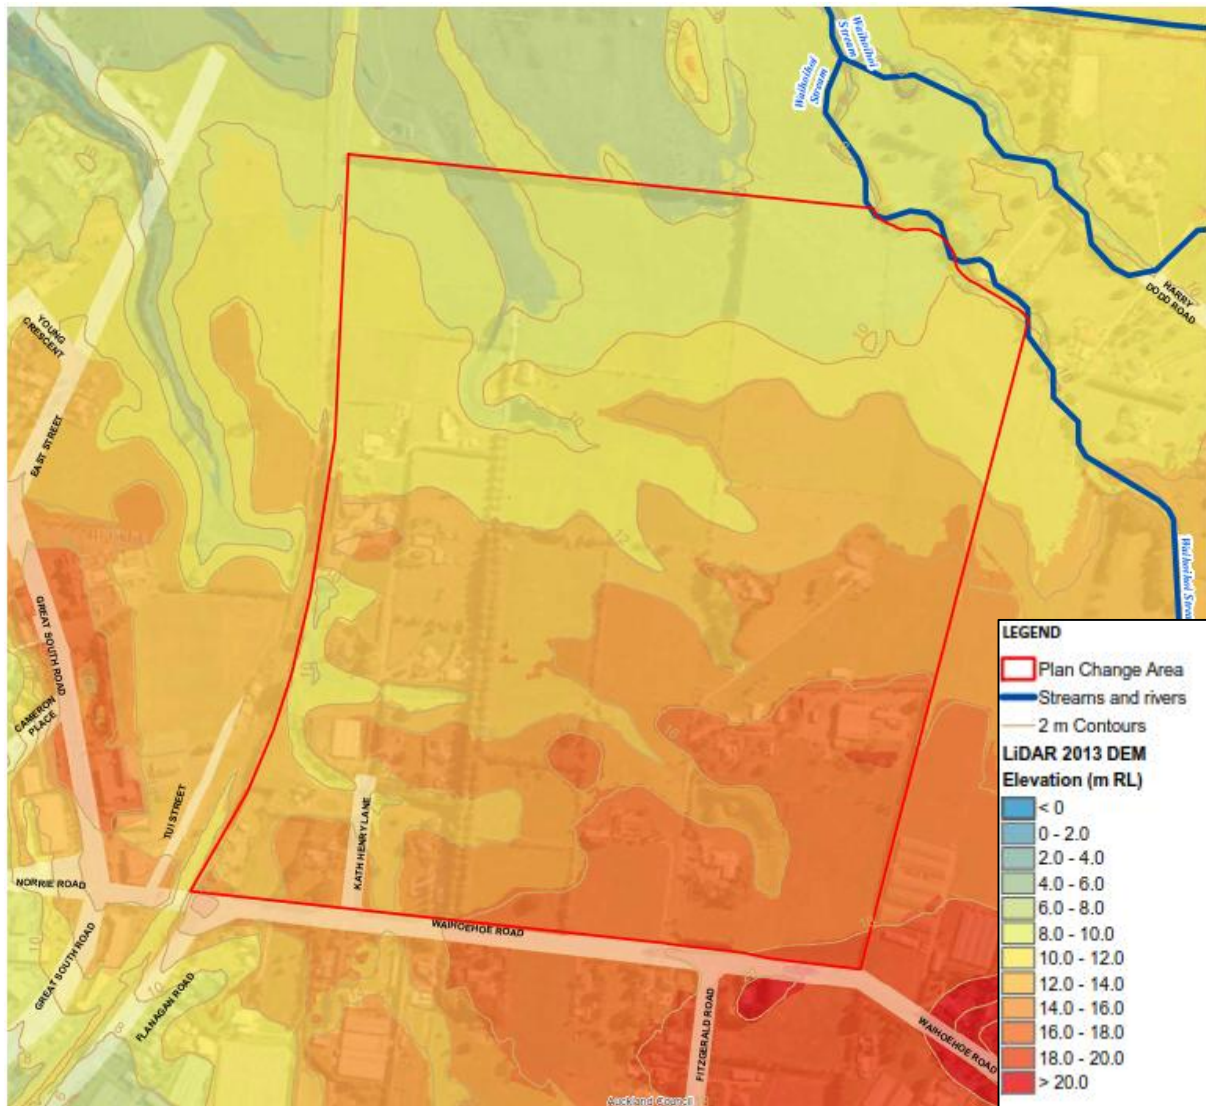 Waihoihoi
Stream
Waihoihoi
Stream
HARRY
DODD ROAD
YOUNG
CRESCENT
EAST STREET
10
12
GREAT SOUTH ROAD
CAMERON
PLACE
TUI STREET
KATH HENRY LANE
NORRIE ROAD
WAIHOEHOE ROAD
GREAT SOUTH ROAD
FLANAGAN ROAD
10
8
FITZGERALD ROAD
WAIHOEHOE ROAD
Auckland Council
LEGEND
Plan Change Area
Streams and rivers
2 m Contours
LiDAR 2013 DEM
Elevation (m RL)
< 0
0 - 2.0
2.0 - 4.0
4.0 - 6.0
6.0 - 8.0
8.0 - 10.0
10.0 - 12.0
12.0 - 14.0
14.0 - 16.0
16.0 - 18.0
18.0 - 20.0
> 20.0